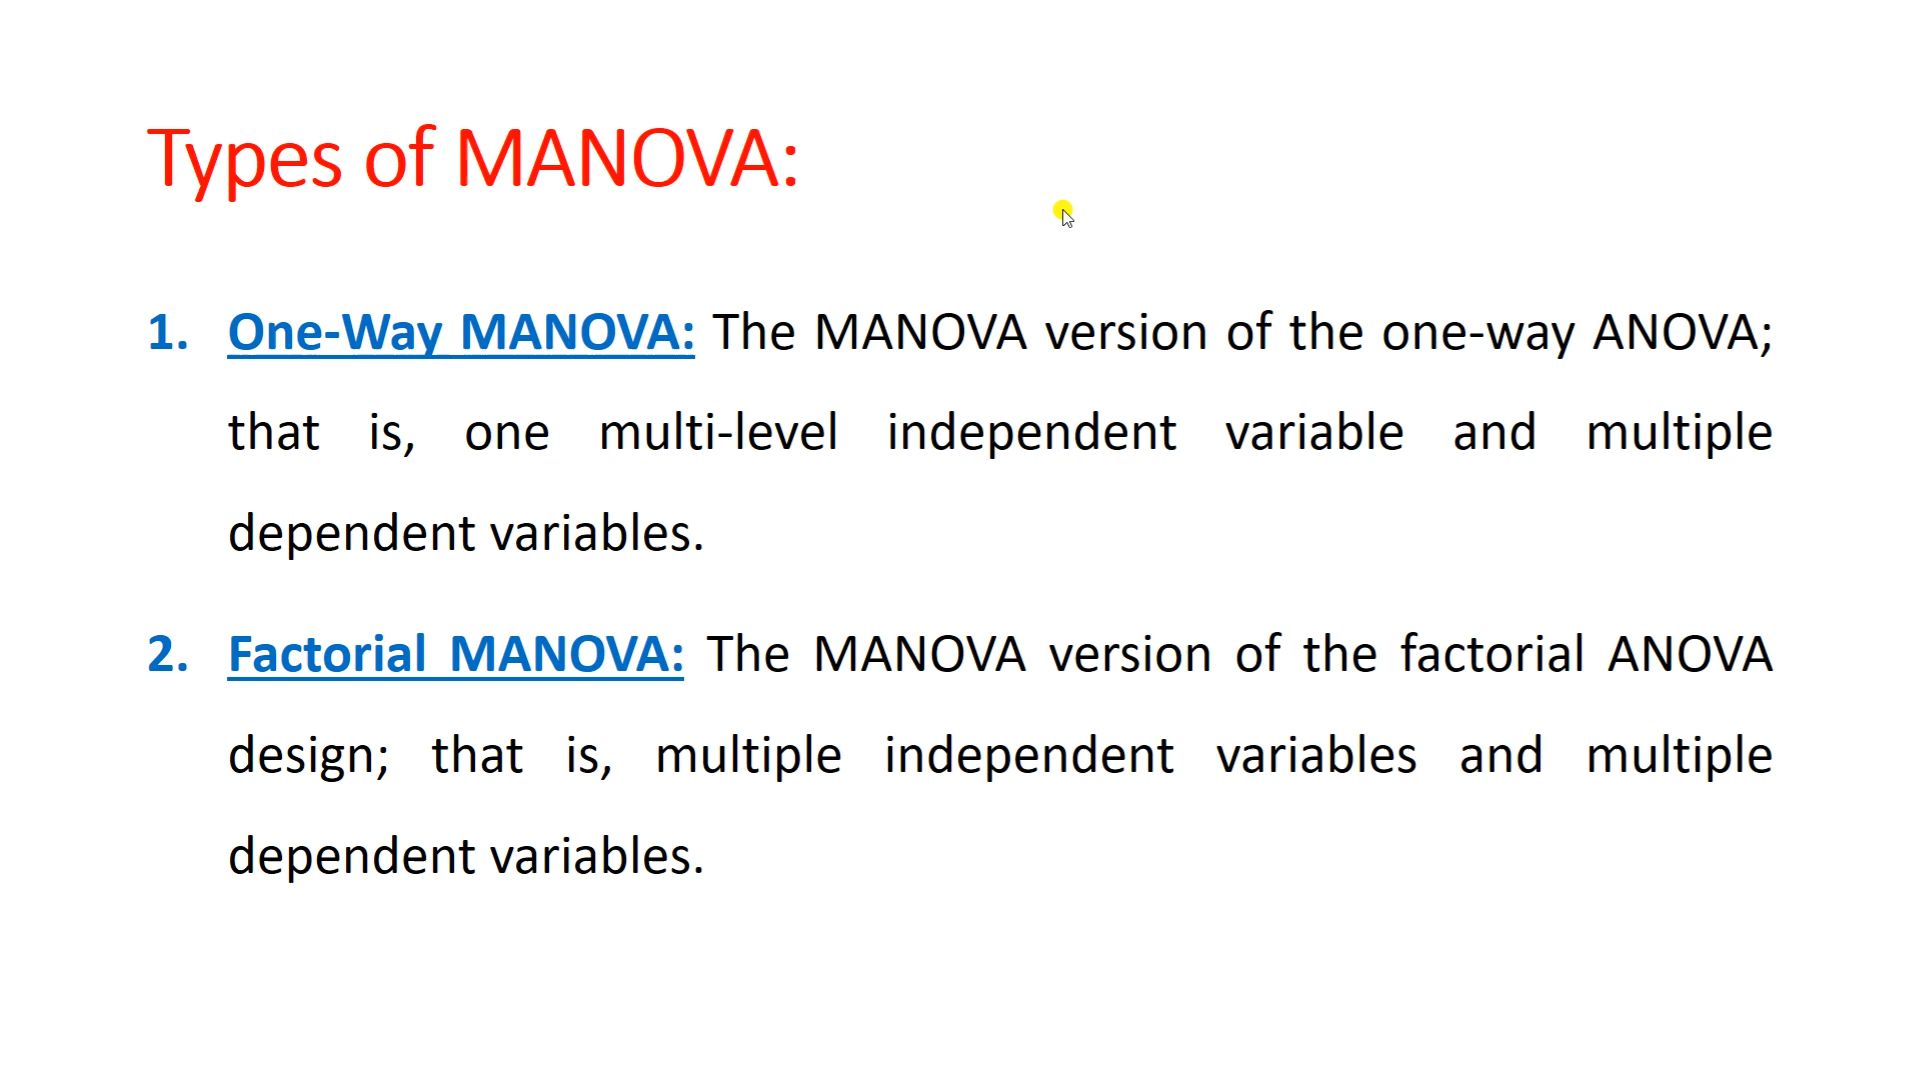 Types of MANOVA:
1. One-Way MANOVA: The MANOVA version of the one-way ANOVA;
that is, one multi-level independent variable and multiple
dependent variables.
2. Factorial MANOVA: The MANOVA version of the factorial ANOVA
design; that is, multiple independent variables and multiple
dependent variables.